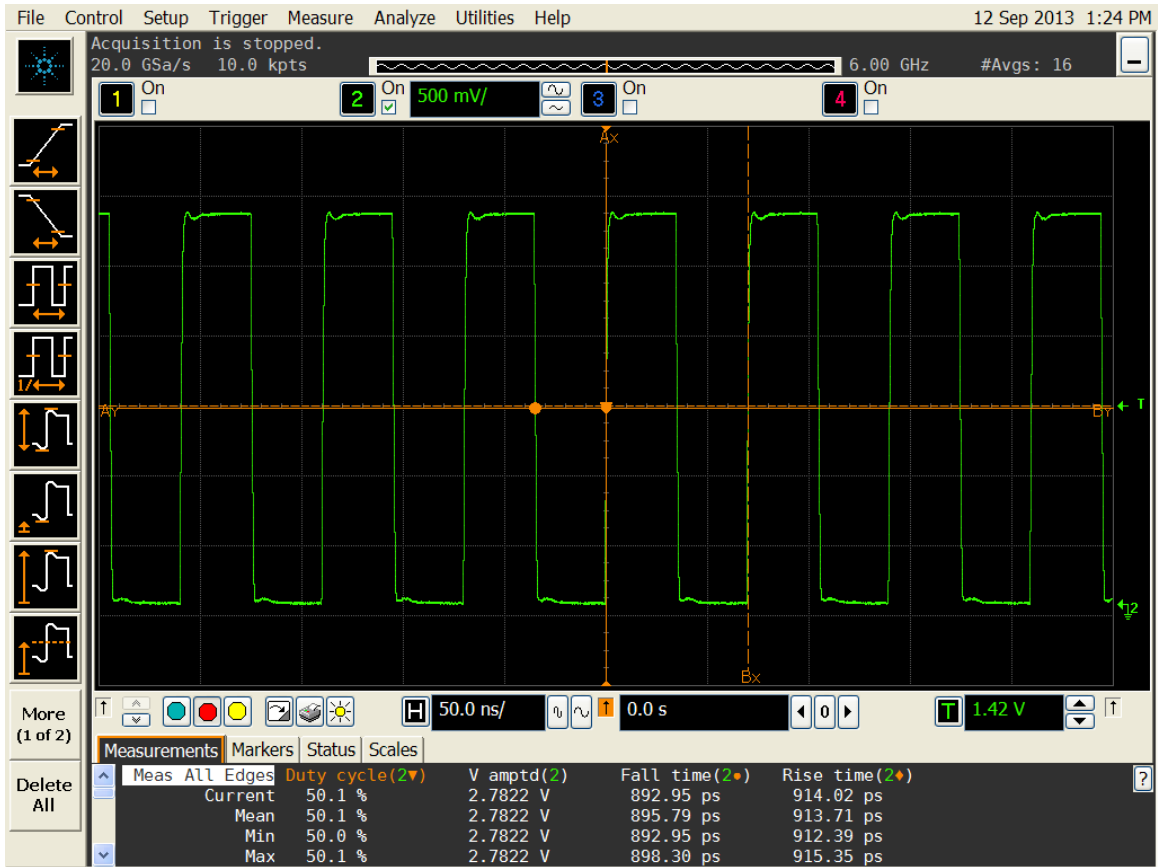 File Control Setup Trigger Measure Analyze Utilities Help 12 Sep 2013 1:24 PM
Acquisition is stopped.
20.0 GSa/s 10.0 kpts 6.00 GHz #Avgs: 16
1 On 2 On 500 mV/ 3 On 4 On
Ax
AY BY
T
1/
2
Bx
More
(1 of 2)
Delete
All
H 50.0 ns/ 0.0 s 0 T 1.42 V
Measurements Markers Status Scales
Meas All Edges Duty cycle(2▼) V amptd(2) Fall time(2●) Rise time(2♦) ?
Current 50.1 % 2.7822 V 892.95 ps 914.02 ps
Mean 50.1 % 2.7822 V 895.79 ps 913.71 ps
Min 50.0 % 2.7822 V 892.95 ps 912.39 ps
Max 50.1 % 2.7822 V 898.30 ps 915.35 ps